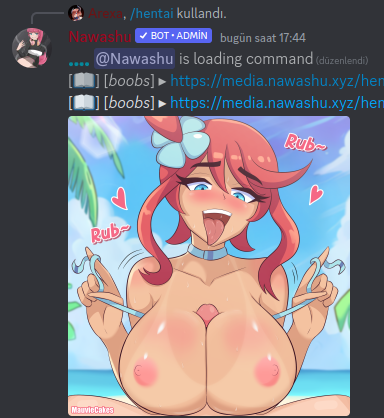 , /hentai kullandı.
Nawashu ✓ BOT • ADMİN bugün saat 17:44
.... @Nawashu is loading command (düzenlendi)
[📖] [boobs] ▸ https://media.nawashu.xyz/hen
[📖] [boobs] ▸ https://media.nawashu.xyz/hen
Rub~
Rub~
MauvieCakes